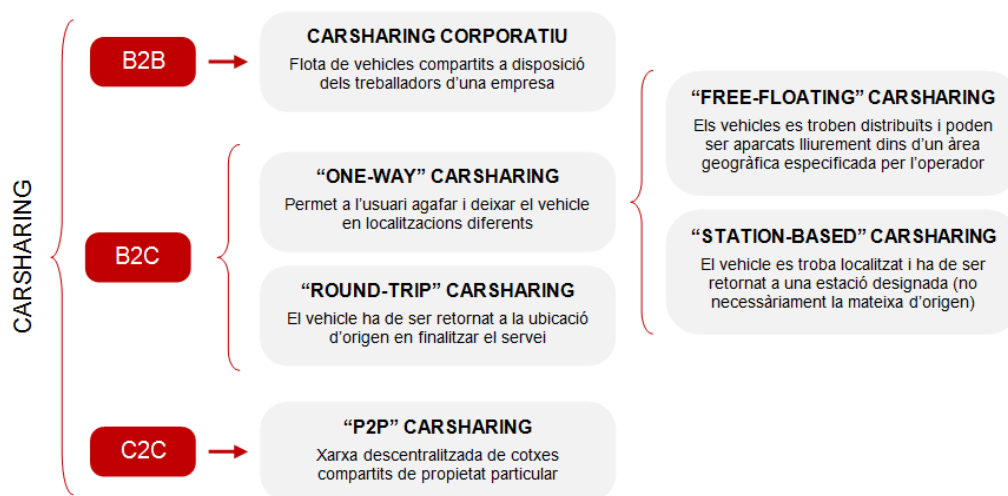 CARSHARING
B2B
CARSHARING CORPORATIU
Flota de vehicles compartits a disposició
dels treballadors d’una empresa
B2C
“ONE-WAY” CARSHARING
Permet a l’usuari agafar i deixar el vehicle
en localitzacions diferents
“FREE-FLOATING” CARSHARING
Els vehicles es troben distribuïts i poden
ser aparcats lliurement dins d’un àrea
geogràfica especificada per l’operador
“STATION-BASED” CARSHARING
El vehicle es troba localitzat i ha de ser
retornat a una estació designada (no
necessàriament la mateixa d’origen)
“ROUND-TRIP” CARSHARING
El vehicle ha de ser retornat a la ubicació
d’origen en finalitzar el servei
C2C
“P2P” CARSHARING
Xarxa descentralitzada de cotxes
compartits de propietat particular